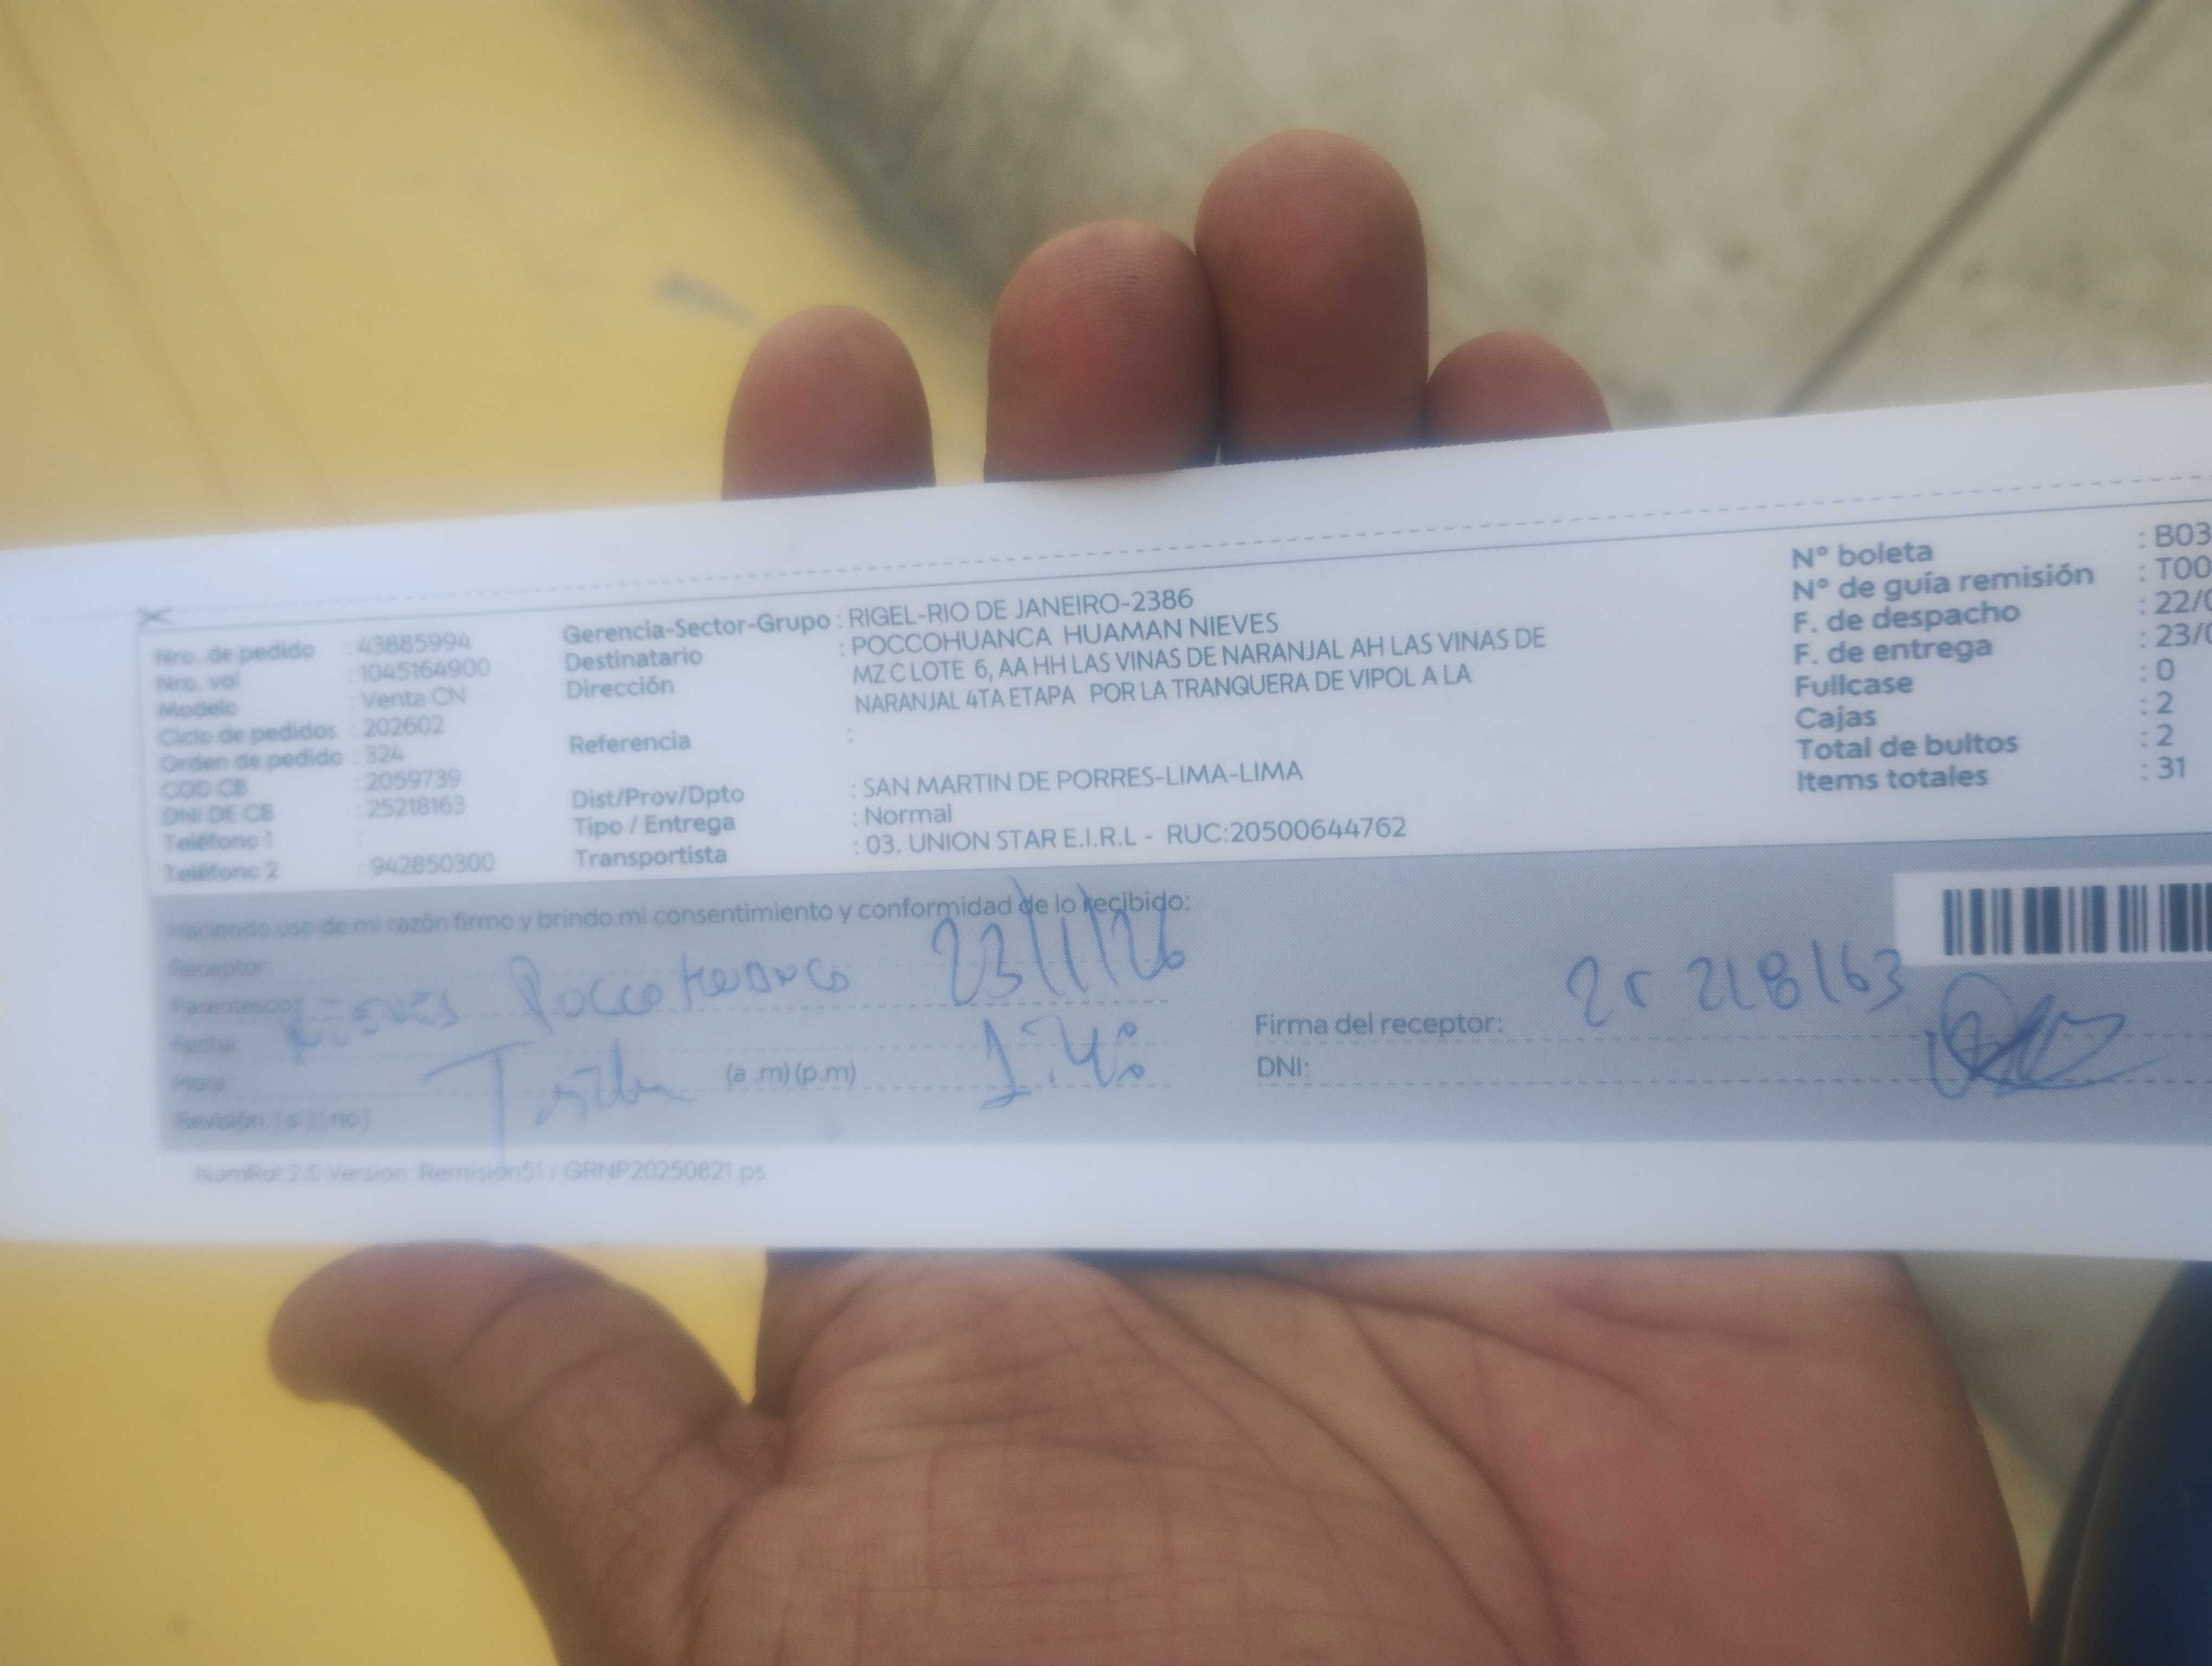 Nro. de pedido : 43885994
Nro. vol : 1045164900
Modelo : Venta CN
Ciclo de pedidos : 202602
Orden de pedido : 324
COD CB : 2059739
DNI DE CB : 25218163
Teléfono 1 :
Teléfono 2 : 942850300
Gerencia-Sector-Grupo : RIGEL-RIO DE JANEIRO-2386
Destinatario : POCCOHUANCA HUAMAN NIEVES
Dirección MZ C LOTE 6, AA HH LAS VINAS DE NARANJAL AH LAS VINAS DE
NARANJAL 4TA ETAPA POR LA TRANQUERA DE VIPOL A LA
Referencia :
Dist/Prov/Dpto : SAN MARTIN DE PORRES-LIMA-LIMA
Tipo / Entrega : Normal
Transportista : 03. UNION STAR E.I.R.L - RUC:20500644762
N° boleta : B03
N° de guía remisión : T00
F. de despacho : 22/0
F. de entrega : 23/0
Fullcase : 0
Cajas : 2
Total de bultos : 2
Items totales : 31
Haciendo uso de mi razón firmo y brindo mi consentimiento y conformidad de lo recibido:
Receptor:
Parentesco: 23/1/26
Fecha:
Hora: (a .m) (p.m) 1:40
Revisión: (si) (no)
25218163
Firma del receptor:
DNI:
NumRot 2.0 Version: Remision51 / GRNP20250821.ps